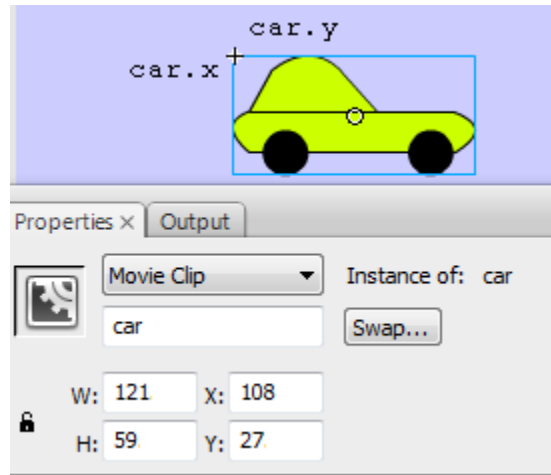 car.y
car.x
Properties × Output
Movie Clip Instance of: car
car Swap...
W: 121 X: 108
H: 59 Y: 27